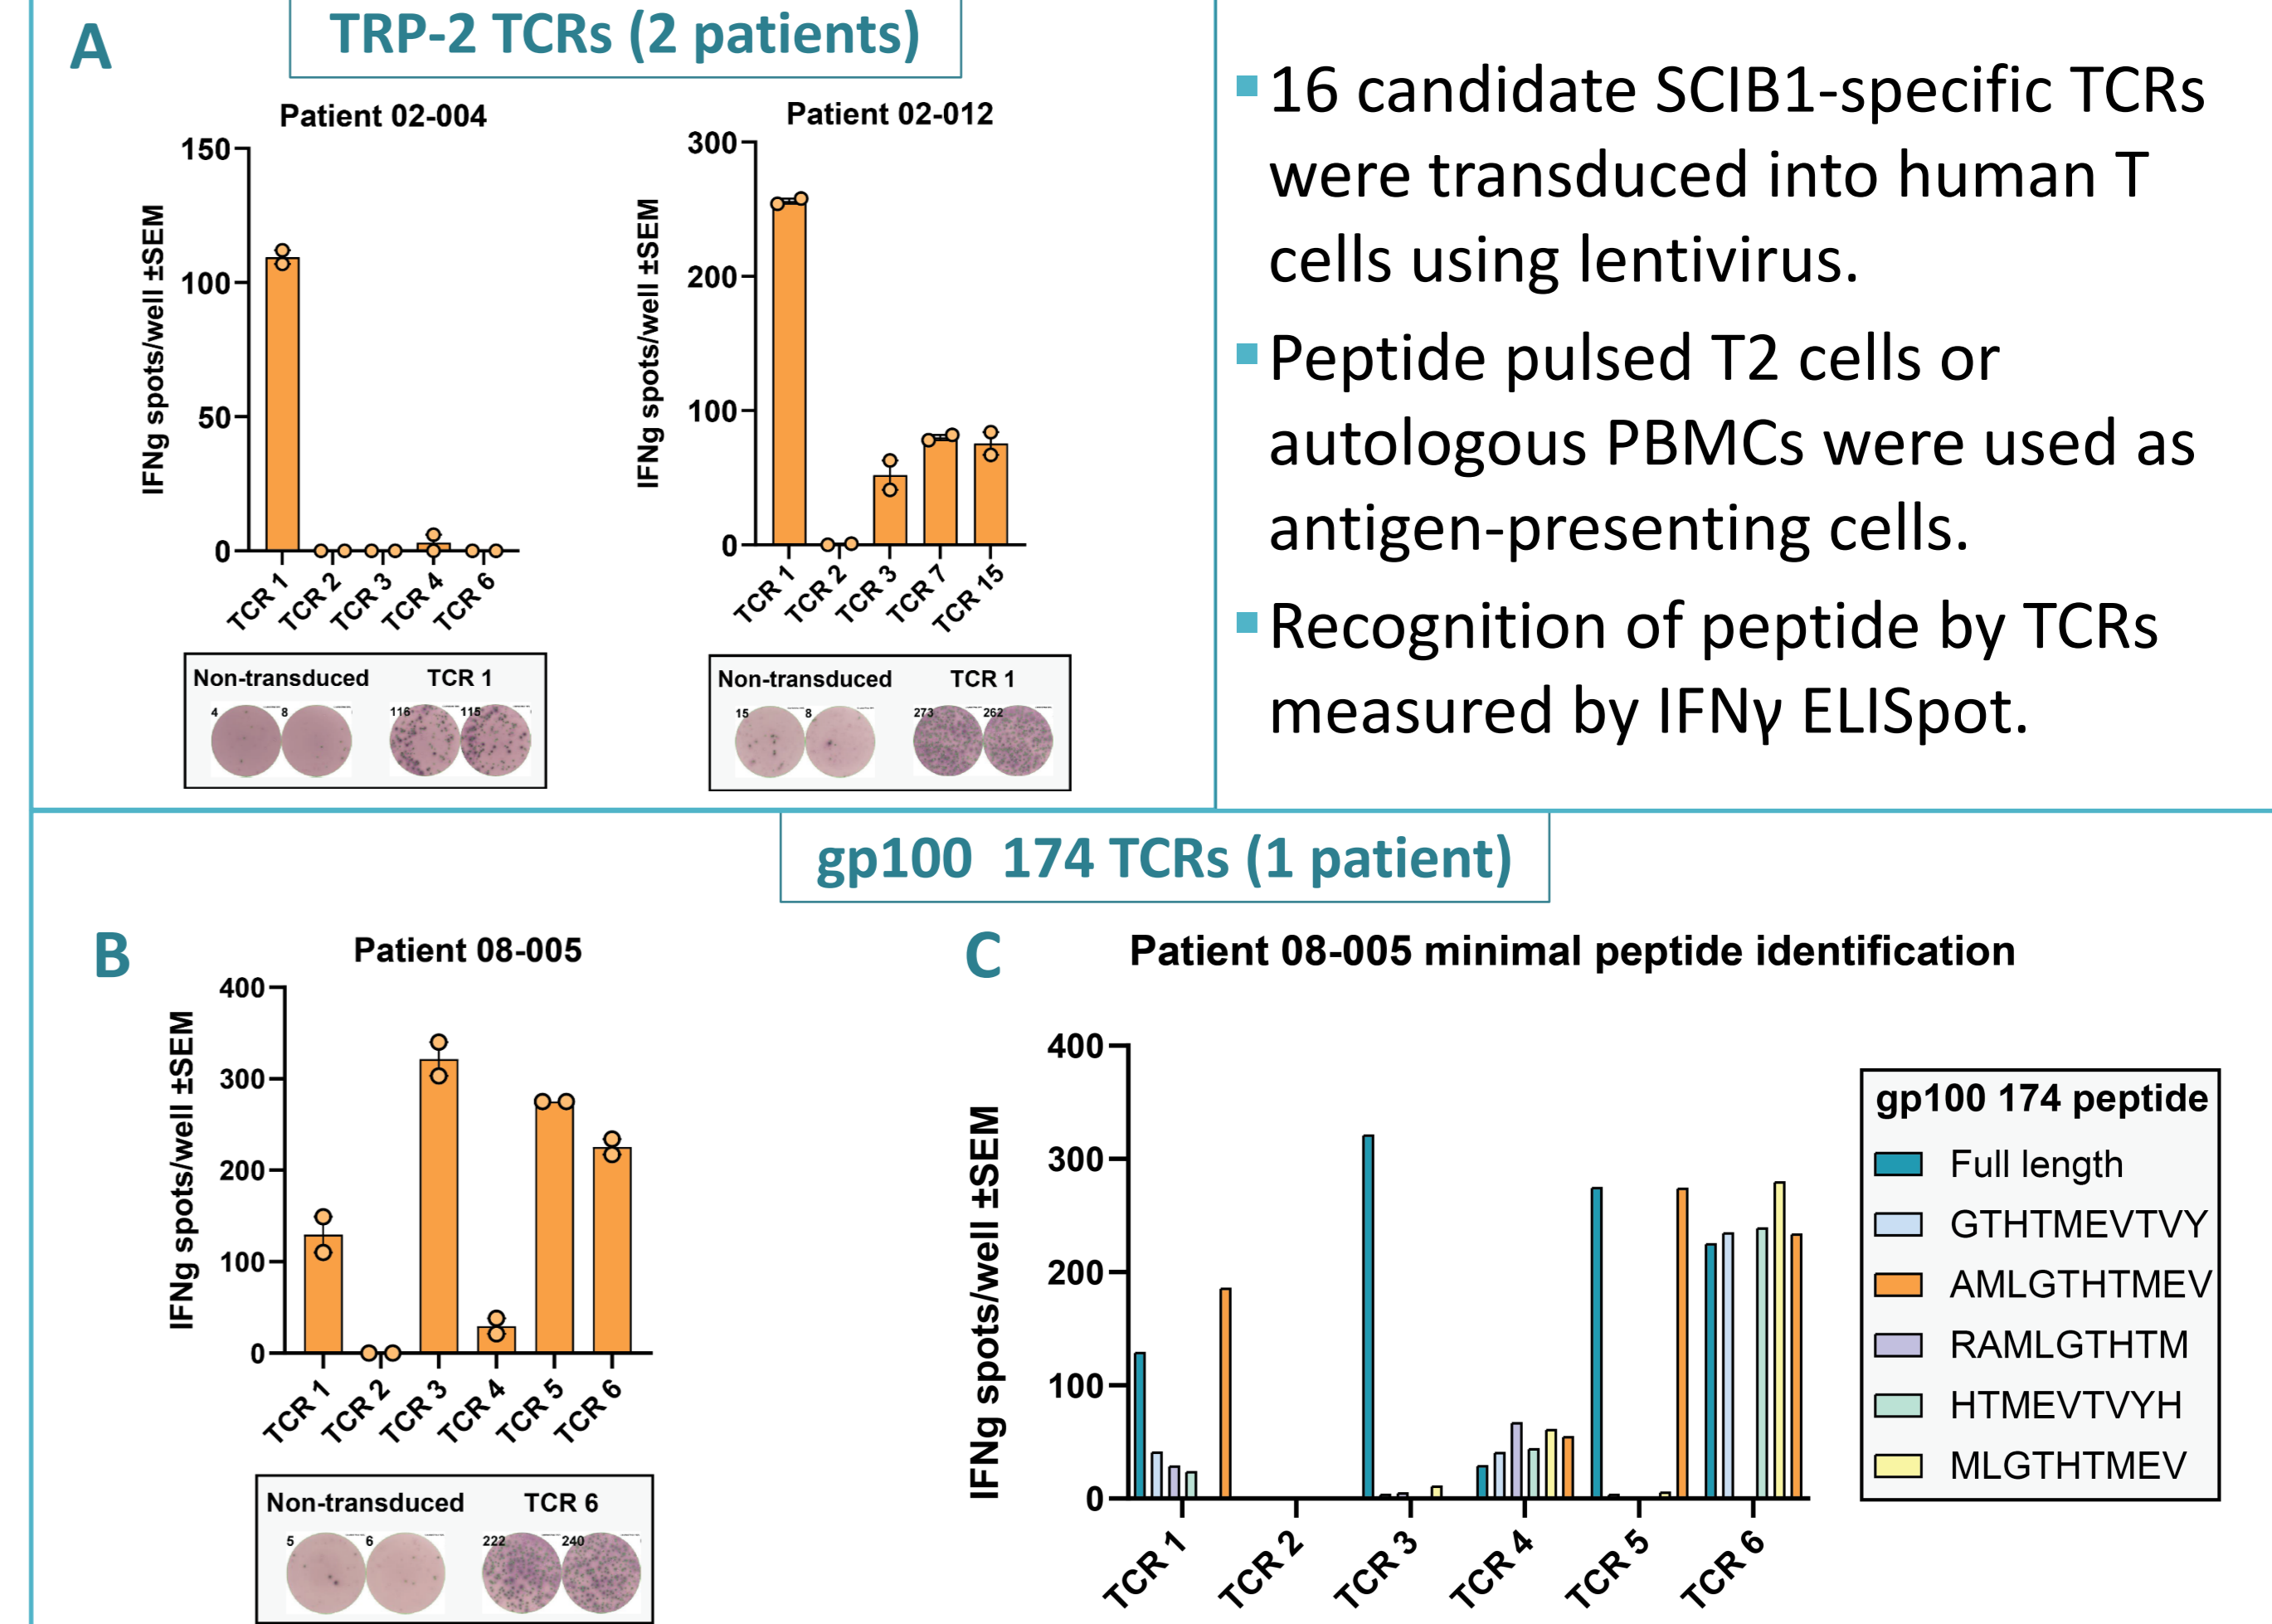 A
TRP-2 TCRs (2 patients)
Patient 02-004
IFNg spots/well ±SEM
150
100
50
0
TCR 1
TCR 2
TCR 3
TCR 4
TCR 6
Non-transduced
TCR 1
4
8
116
115
Patient 02-012
IFNg spots/well ±SEM
300
200
100
0
TCR 1
TCR 2
TCR 3
TCR 7
TCR 15
Non-transduced
TCR 1
15
8
273
262
16 candidate SCIB1-specific TCRs
were transduced into human T
cells using lentivirus.
Peptide pulsed T2 cells or
autologous PBMCs were used as
antigen-presenting cells.
Recognition of peptide by TCRs
measured by IFNγ ELISpot.
gp100 174 TCRs (1 patient)
B
Patient 08-005
IFNg spots/well ±SEM
400
300
200
100
0
TCR 1
TCR 2
TCR 3
TCR 4
TCR 5
TCR 6
Non-transduced
TCR 6
5
6
222
240
C
Patient 08-005 minimal peptide identification
IFNg spots/well ±SEM
400
300
200
100
0
TCR 1
TCR 2
TCR 3
TCR 4
TCR 5
TCR 6
gp100 174 peptide
Full length
GTHTMEVTVY
AMLGTHTMEV
RAMLGTHTM
HTMEVTVYH
MLGTHTMEV